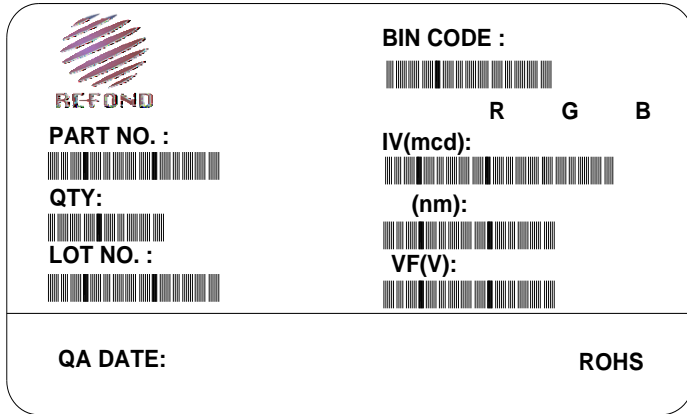 REFOND
BIN CODE :
R G B
PART NO. :
IV(mcd):
QTY:
(nm):
LOT NO. :
VF(V):
QA DATE:
ROHS